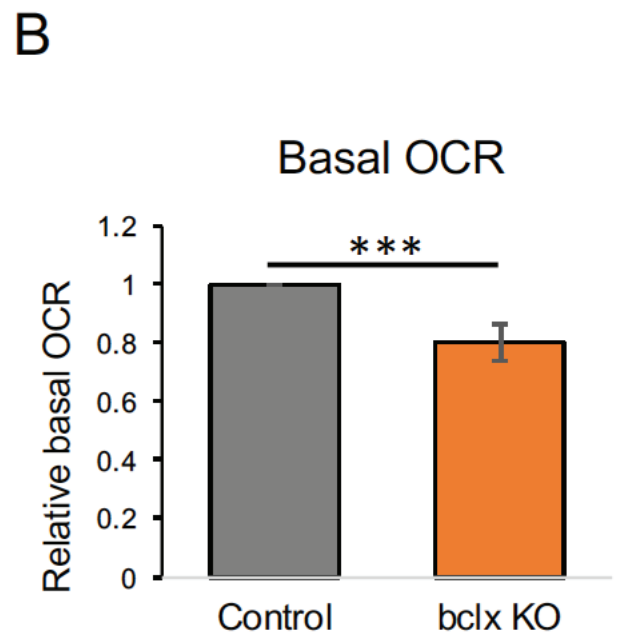 B
Basal OCR
1.2
***
1
0.8
0.6
0.4
0.2
0
Relative basal OCR
Control
bclx KO